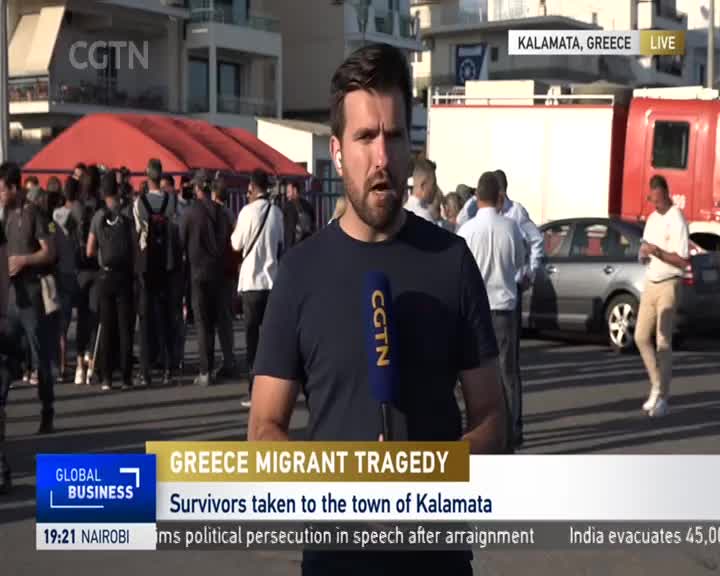 CGTN
KALAMATA, GREECE LIVE
CGTN
GREECE MIGRANT TRAGEDY
GLOBAL BUSINESS
Survivors taken to the town of Kalamata
19:21 NAIROBI ims political persecution in speech after arraignment India evacuates 45,00